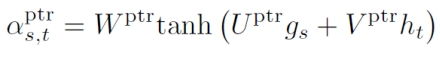 α^{ptr}_{s,t} = W^{ptr} tanh (U^{ptr} g_s + V^{ptr} h_t)